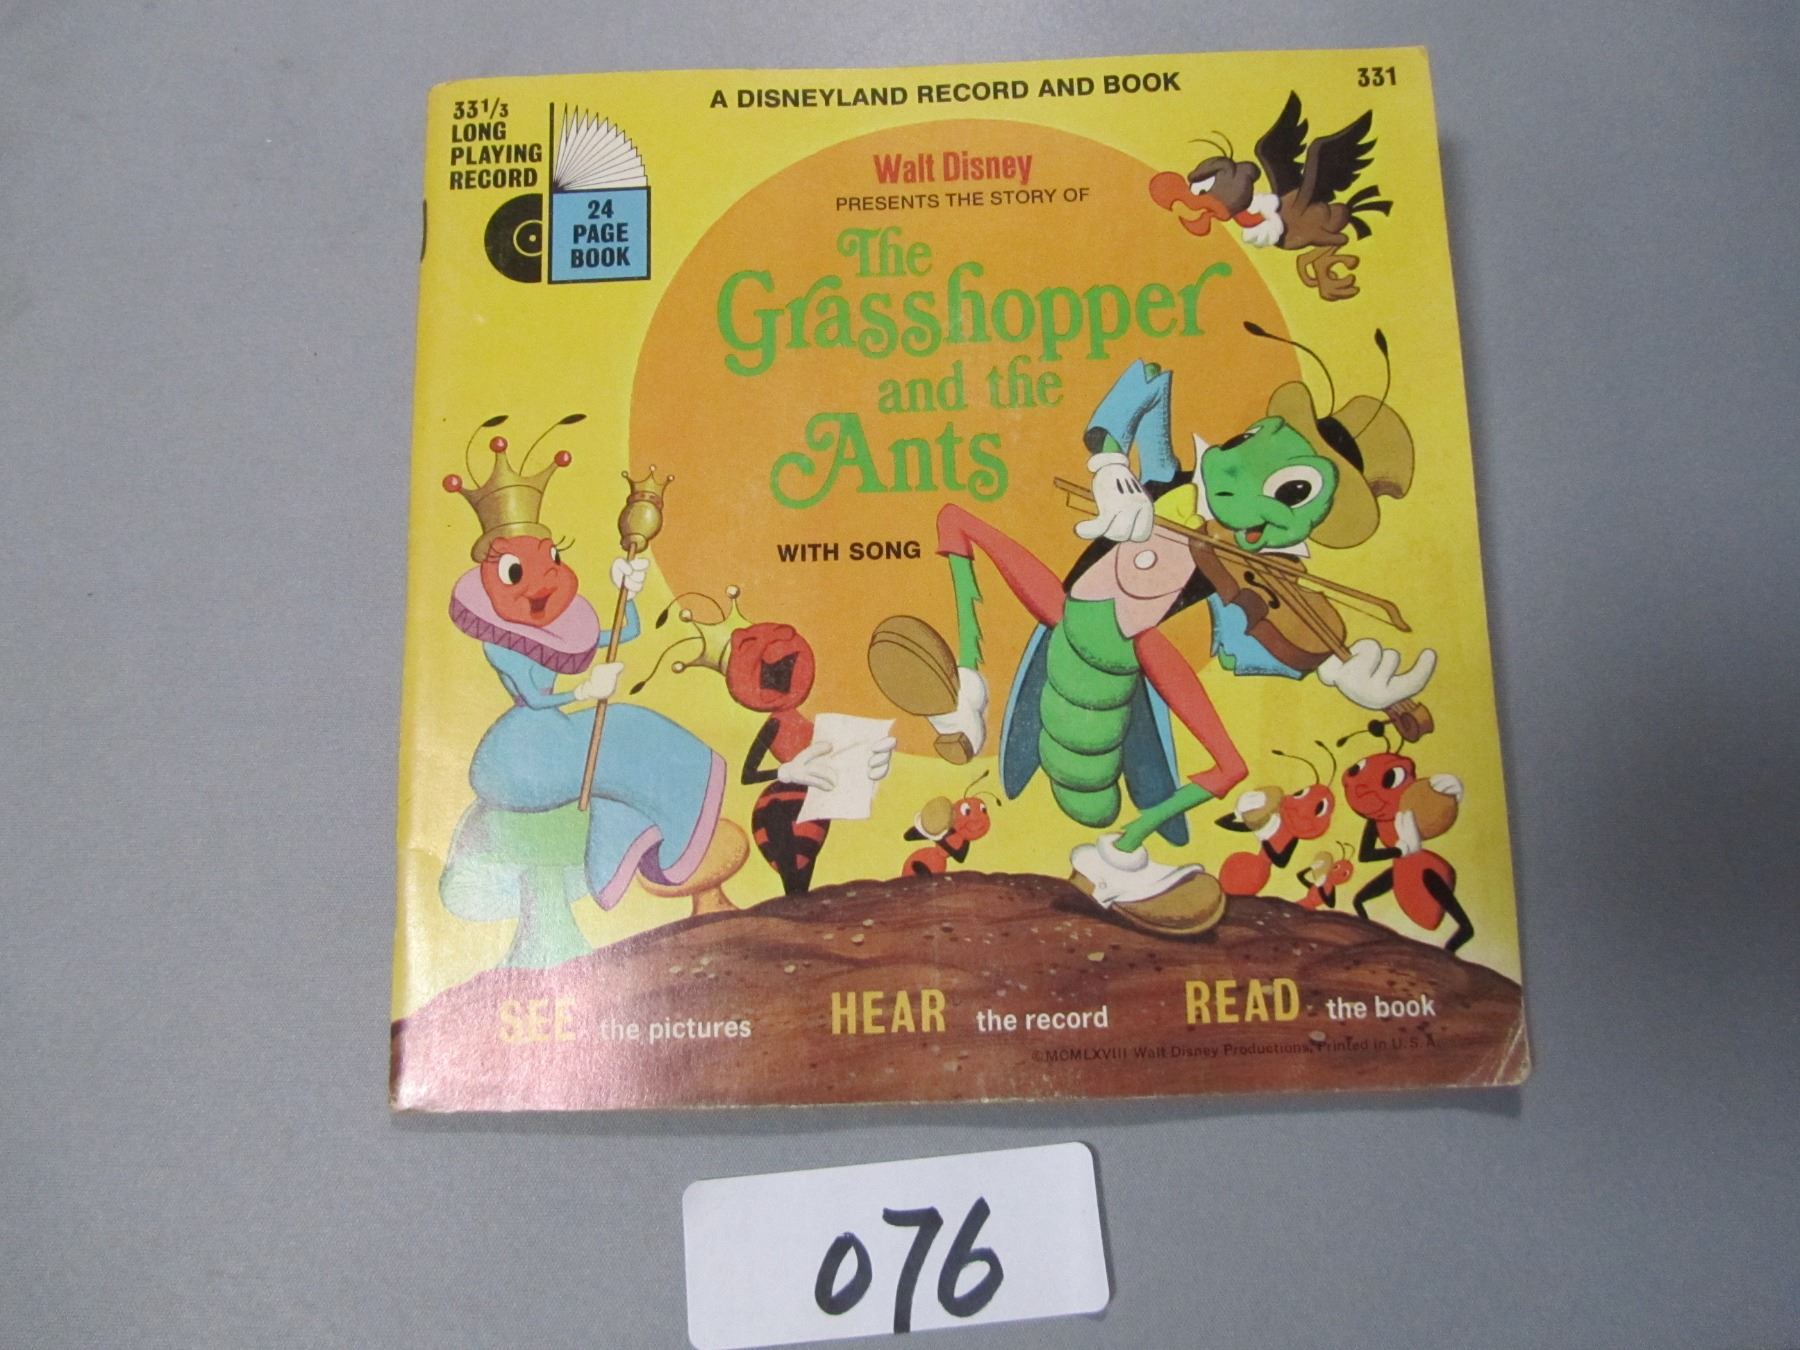 A DISNEYLAND RECORD AND BOOK
331
33 1/3
LONG
PLAYING
RECORD
24
PAGE
BOOK
Walt Disney
PRESENTS THE STORY OF
The
Grasshopper
and the
Ants
WITH SONG
SEE the pictures HEAR the record READ the book
©MCMLXVIII Walt Disney Productions, Printed in U.S.A.
076